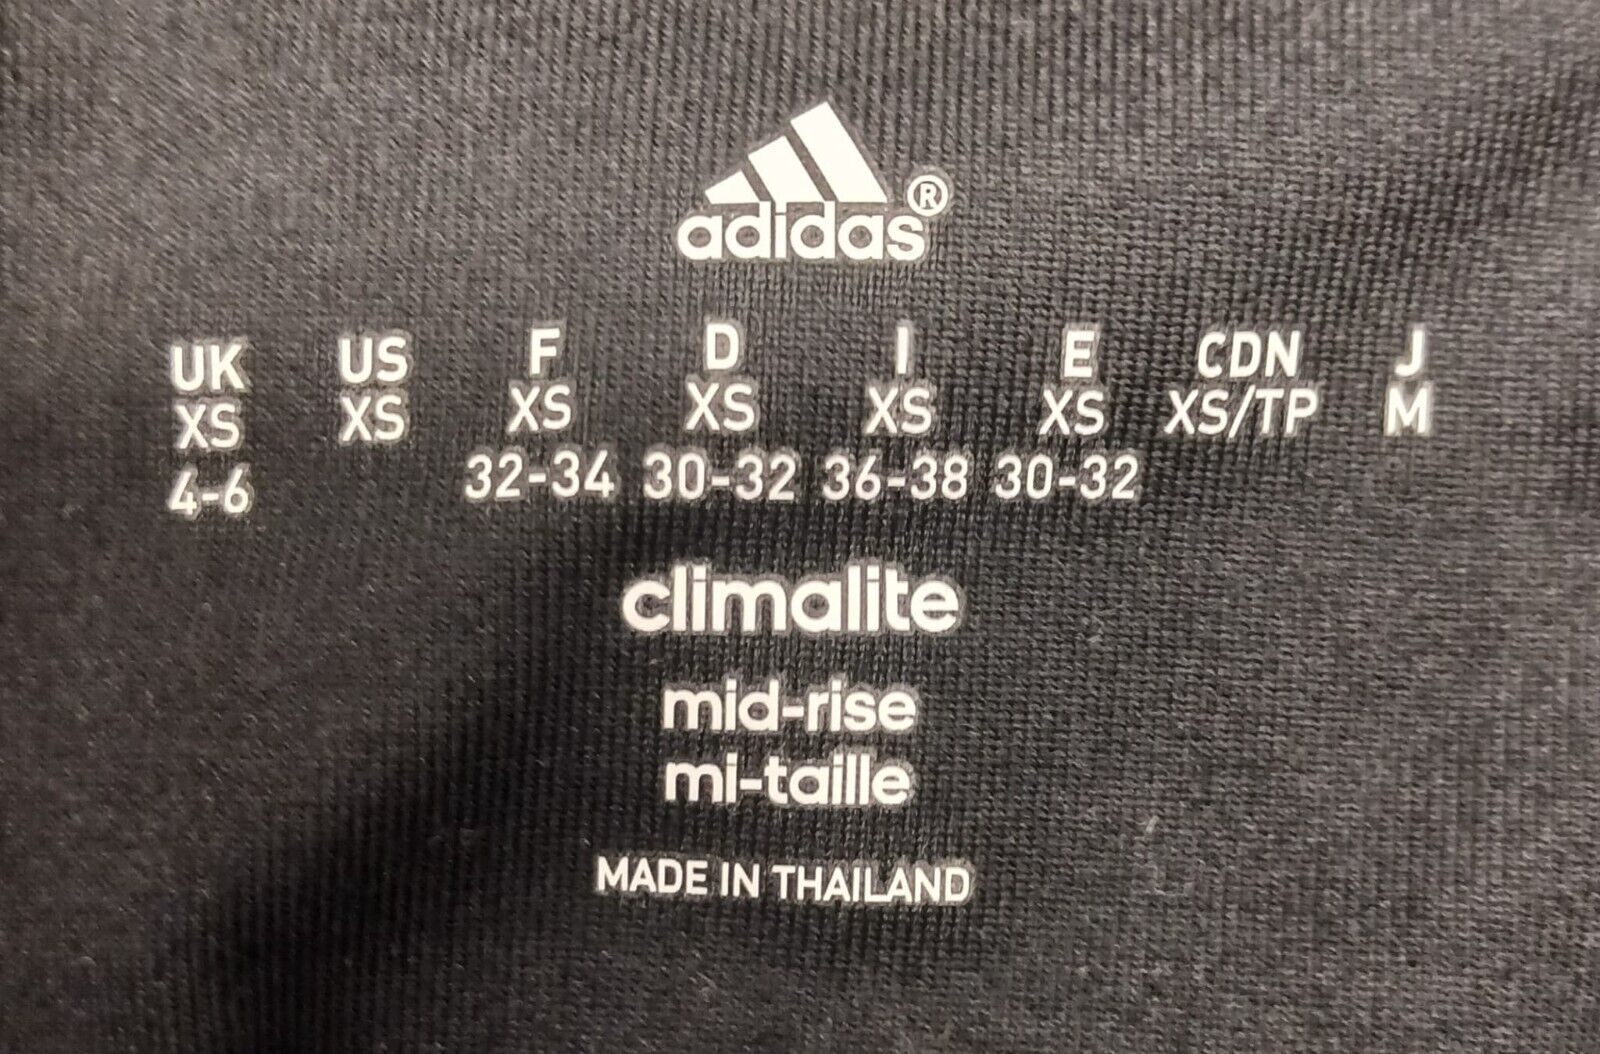 adidas®
UK US F D I E CDN J
XS XS XS XS XS XS XS/TP M
4-6 32-34 30-32 36-38 30-32
climalite
mid-rise
mi-taille
MADE IN THAILAND